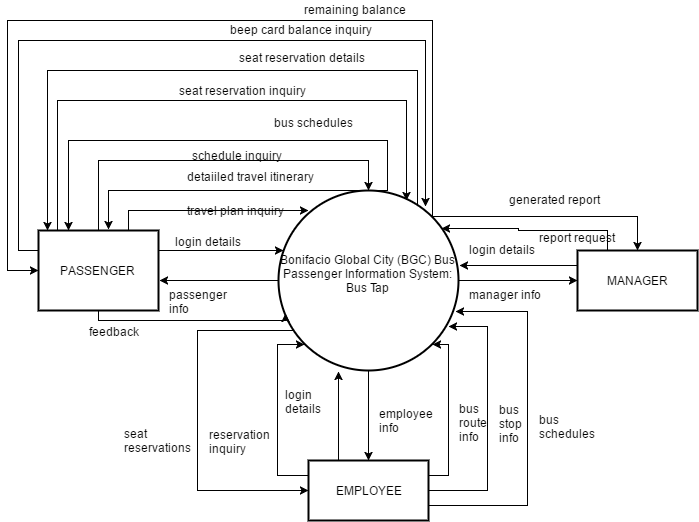 remaining balance
beep card balance inquiry
seat reservation details
seat reservation inquiry
bus schedules
schedule inquiry
detaiiled travel itinerary
travel plan inquiry
generated report
report request
login details
login details
PASSENGER
Bonifacio Global City (BGC) Bus
Passenger Information System:
Bus Tap
MANAGER
passenger
info
manager info
feedback
login
details
employee
info
bus
route
info
bus
stop
info
bus
schedules
seat
reservations
reservation
inquiry
EMPLOYEE